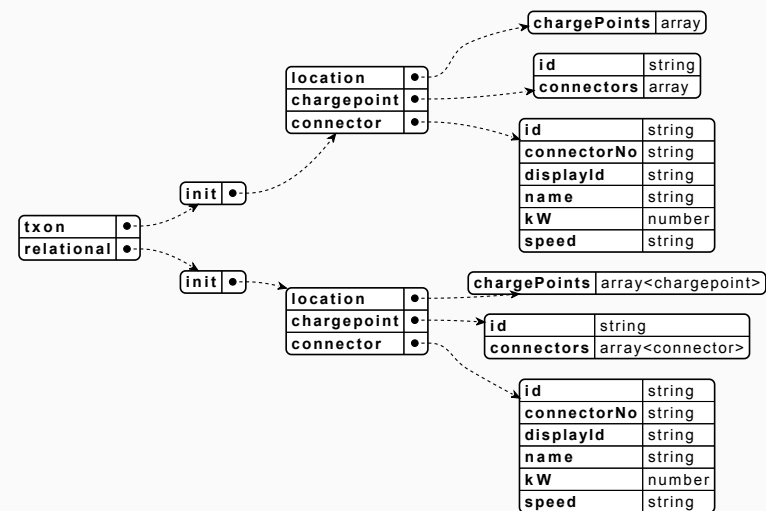 chargePoints array
id string
connectors array
location
chargepoint
connector
id string
connectorNo string
displayId string
name string
kW number
speed string
init
txon
relational
init
chargePoints array<chargepoint>
location
chargepoint
connector
id string
connectors array<connector>
id string
connectorNo string
displayId string
name string
kW number
speed string